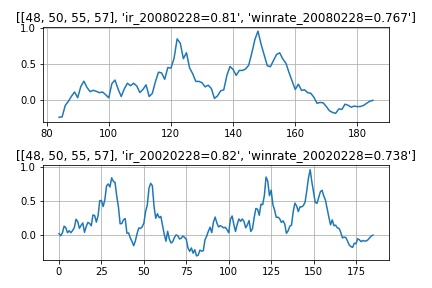 [[48, 50, 55, 57], 'ir_20080228=0.81', 'winrate_20080228=0.767']
1.0
0.5
0.0
80 100 120 140 160 180
[[48, 50, 55, 57], 'ir_20020228=0.82', 'winrate_20020228=0.738']
1.0
0.5
0.0
0 25 50 75 100 125 150 175